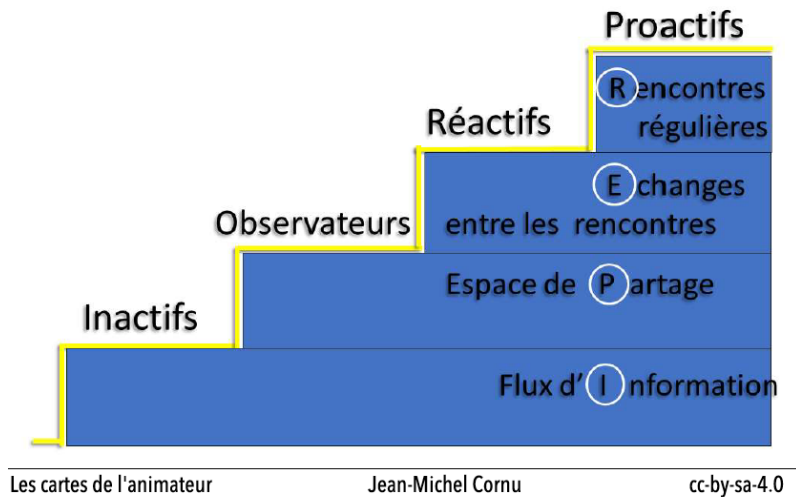 Proactifs
Rencontres
régulières
Réactifs
Echanges
entre les rencontres
Observateurs
Espace de Partage
Inactifs
Flux d'Information
Les cartes de l'animateur Jean-Michel Cornu cc-by-sa-4.0